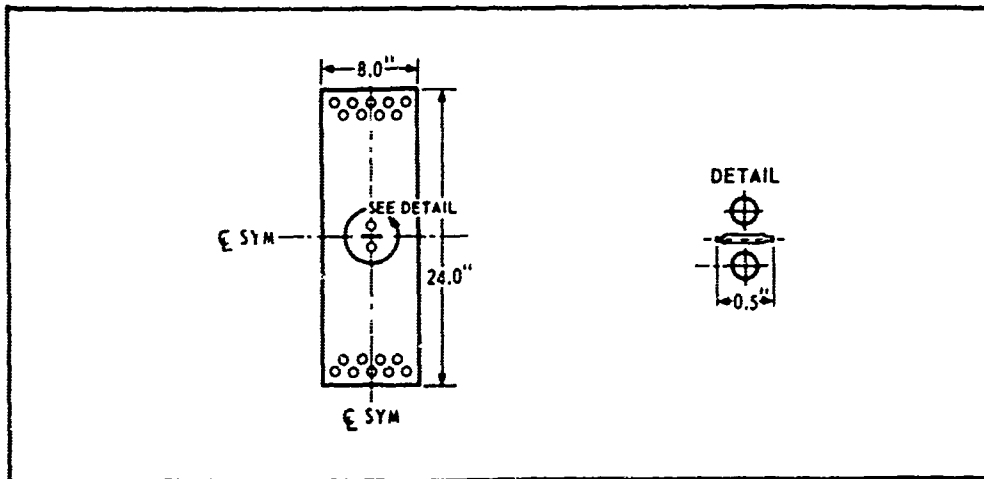 8.0"
SEE DETAIL
℄ SYM
24.0"
℄ SYM
DETAIL
0.5"